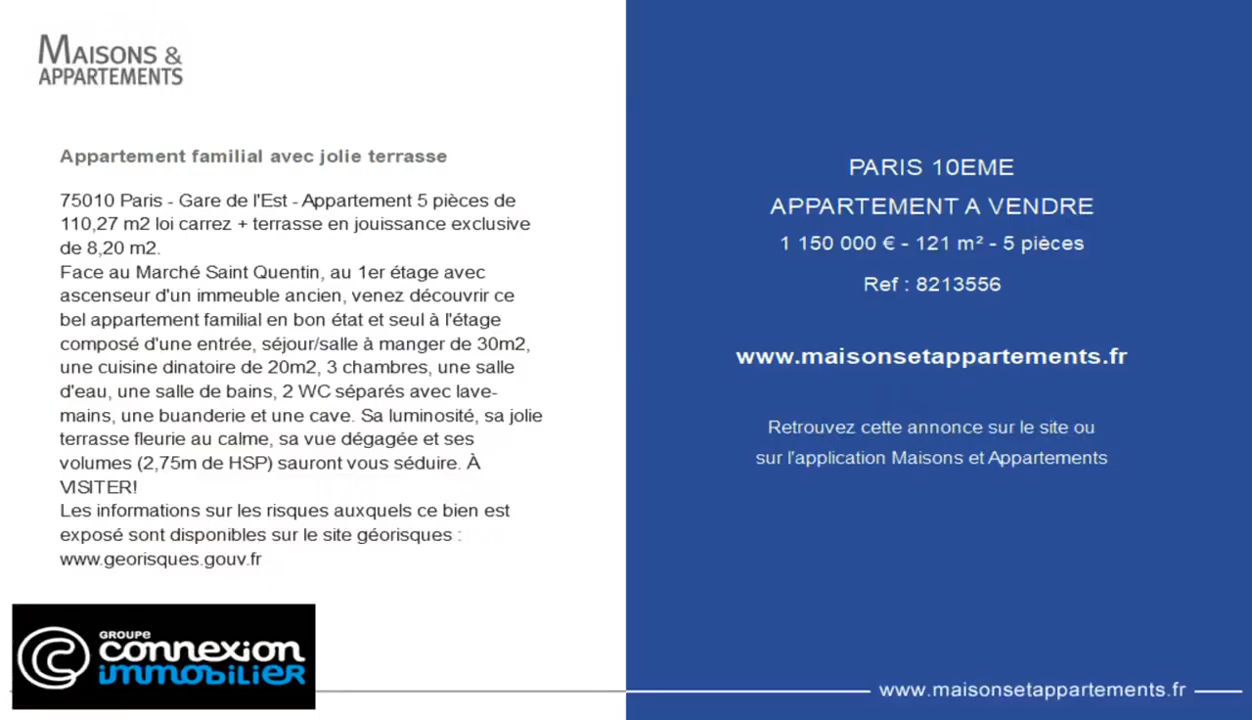 MAISONS &
APPARTEMENTS
Appartement familial avec jolie terrasse
75010 Paris - Gare de l'Est - Appartement 5 pièces de
110,27 m2 loi carrez + terrasse en jouissance exclusive
de 8,20 m2.
Face au Marché Saint Quentin, au 1er étage avec
ascenseur d'un immeuble ancien, venez découvrir ce
bel appartement familial en bon état et seul à l'étage
composé d'une entrée, séjour/salle à manger de 30m2,
une cuisine dinatoire de 20m2, 3 chambres, une salle
d'eau, une salle de bains, 2 WC séparés avec lave-
mains, une buanderie et une cave. Sa luminosité, sa jolie
terrasse fleurie au calme, sa vue dégagée et ses
volumes (2,75m de HSP) sauront vous séduire. À
VISITER!
Les informations sur les risques auxquels ce bien est
exposé sont disponibles sur le site géorisques :
www.georisques.gouv.fr
GROUPe
connexion
immoBiLieR
PARIS 10EME
APPARTEMENT A VENDRE
1 150 000 € - 121 m² - 5 pièces
Ref : 8213556
www.maisonsetappartements.fr
Retrouvez cette annonce sur le site ou
sur l'application Maisons et Appartements
www.maisonsetappartements.fr